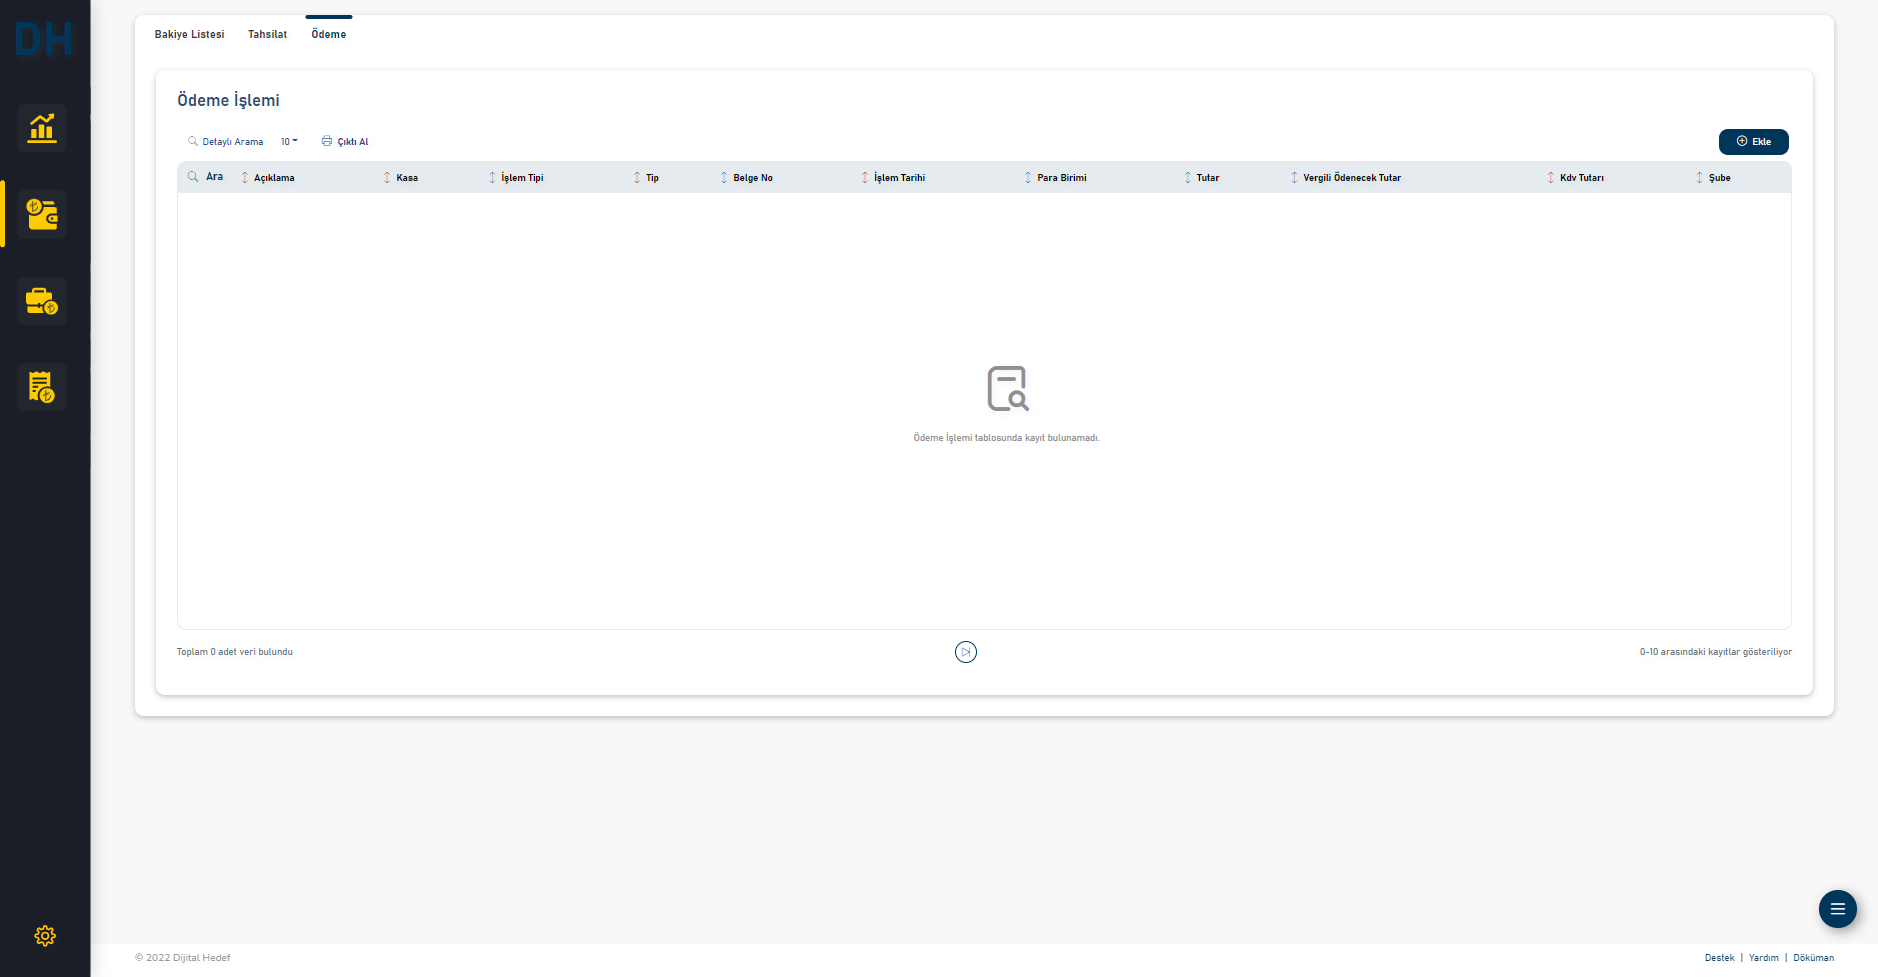 DH
Bakiye Listesi Tahsilat Ödeme
Ödeme İşlemi
Detaylı Arama 10 Çıktı Al Ekle
Ara Açıklama Kasa İşlem Tipi Tip Belge No İşlem Tarihi Para Birimi Tutar Vergili Ödenecek Tutar Kdv Tutarı Şube
Ödeme İşlemi tablosunda kayıt bulunamadı.
Toplam 0 adet veri bulundu 0-10 arasındaki kayıtlar gösteriliyor
© 2022 Dijital Hedef Destek | Yardım | Döküman